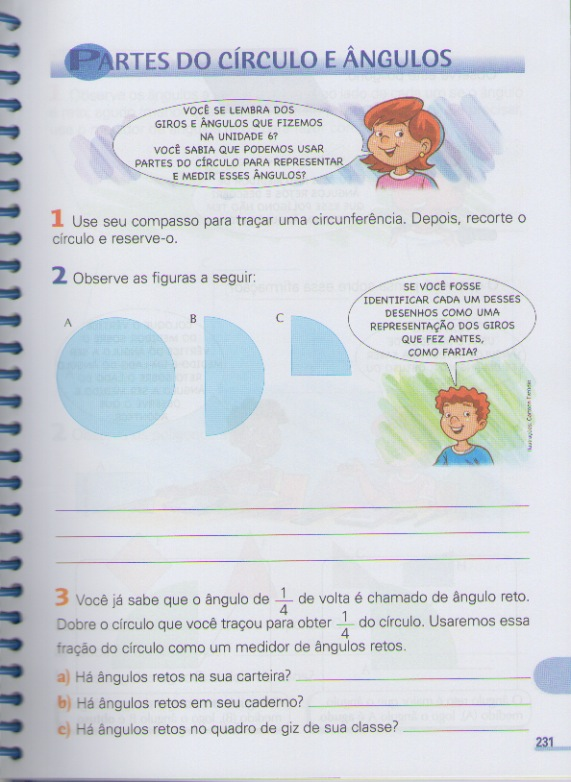 PARTES DO CÍRCULO E ÂNGULOS
VOCÊ SE LEMBRA DOS
GIROS E ÂNGULOS QUE FIZEMOS
NA UNIDADE 6?
VOCÊ SABIA QUE PODEMOS USAR
PARTES DO CÍRCULO PARA REPRESENTAR
E MEDIR ESSES ÂNGULOS?
1 Use seu compasso para traçar uma circunferência. Depois, recorte o
círculo e reserve-o.
2 Observe as figuras a seguir:
A B C
SE VOCÊ FOSSE
IDENTIFICAR CADA UM DESSES
DESENHOS COMO UMA
REPRESENTAÇÃO DOS GIROS
QUE FEZ ANTES,
COMO FARIA?
3 Você já sabe que o ângulo de 1/4 de volta é chamado de ângulo reto.
Dobre o círculo que você traçou para obter 1/4 do círculo. Usaremos essa
fração do círculo como um medidor de ângulos retos.
a) Há ângulos retos na sua carteira?
b) Há ângulos retos em seu caderno?
c) Há ângulos retos no quadro de giz de sua classe?
231